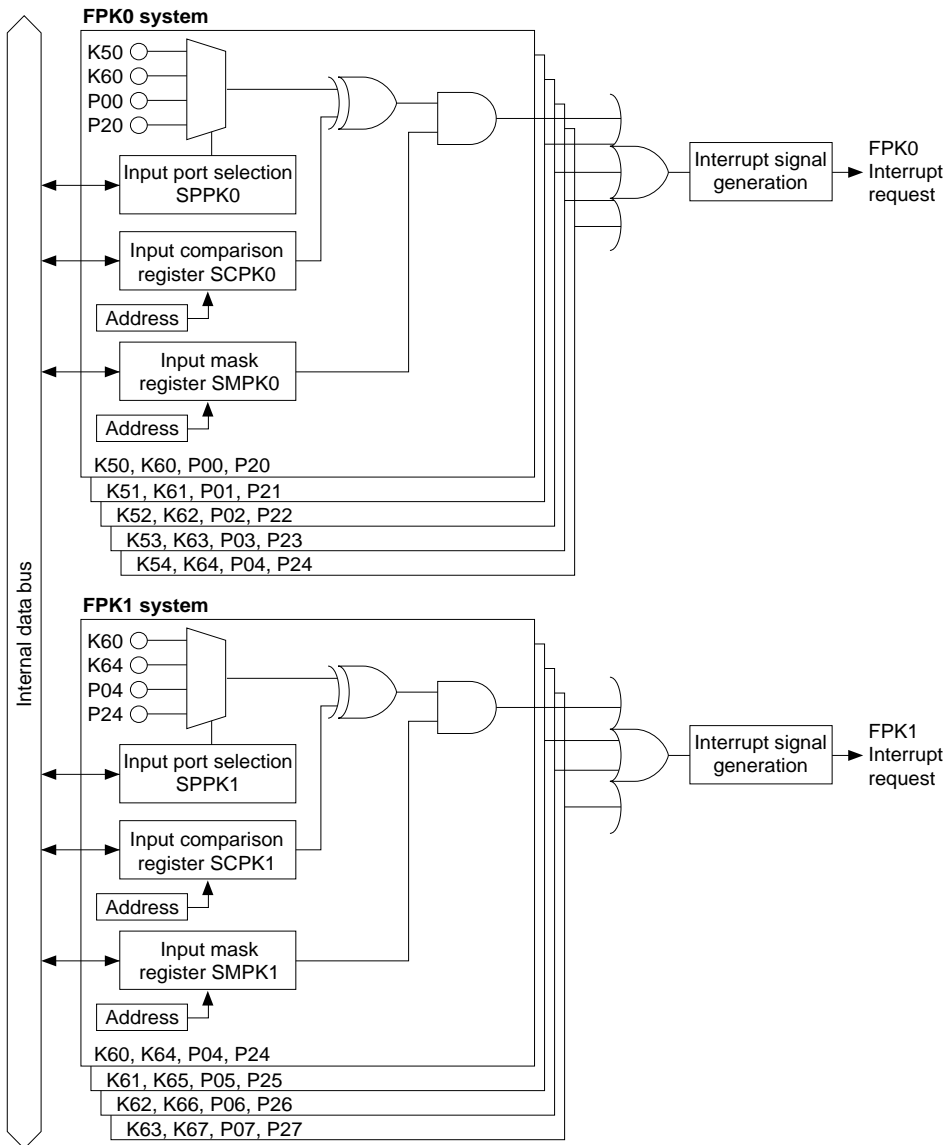 FPK0 system
K50
K60
P00
P20
Input port selection
SPPK0
Input comparison
register SCPK0
Address
Input mask
register SMPK0
Address
K50, K60, P00, P20
K51, K61, P01, P21
K52, K62, P02, P22
K53, K63, P03, P23
K54, K64, P04, P24
Interrupt signal
generation
FPK0
Interrupt
request
Internal data bus
FPK1 system
K60
K64
P04
P24
Input port selection
SPPK1
Input comparison
register SCPK1
Address
Input mask
register SMPK1
Address
K60, K64, P04, P24
K61, K65, P05, P25
K62, K66, P06, P26
K63, K67, P07, P27
Interrupt signal
generation
FPK1
Interrupt
request